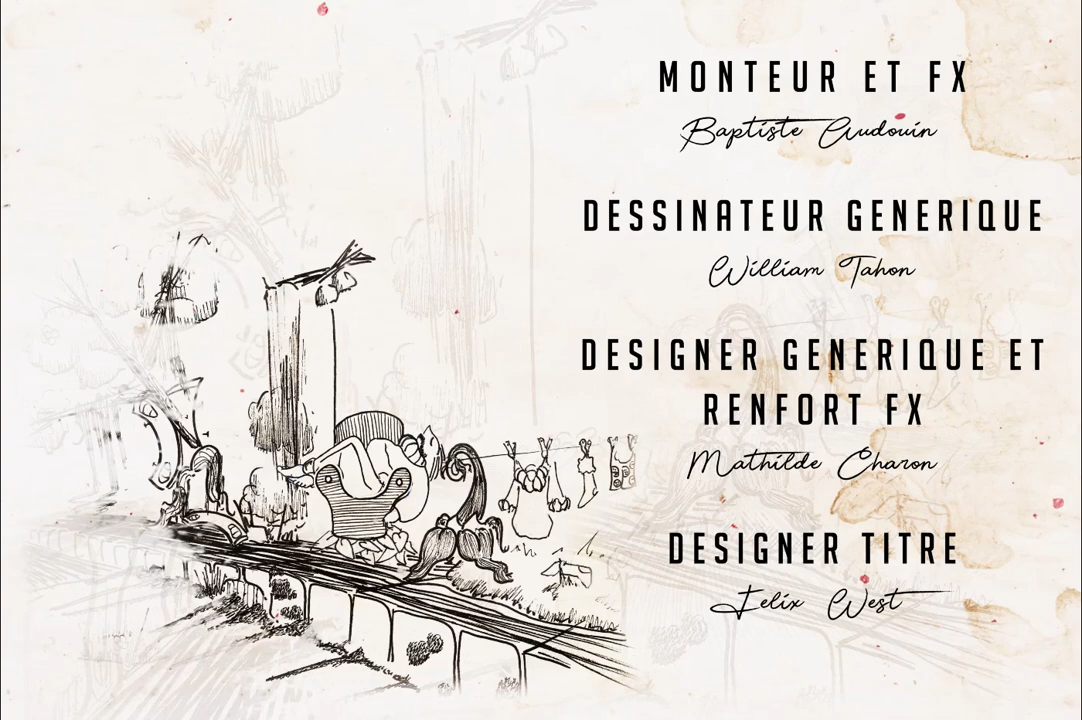 MONTEUR ET FX
Baptiste Audouin
DESSINATEUR GENERIQUE
William Tahon
DESIGNER GENERIQUE ET
RENFORT FX
Mathilde Charon
DESIGNER TITRE
Felix West